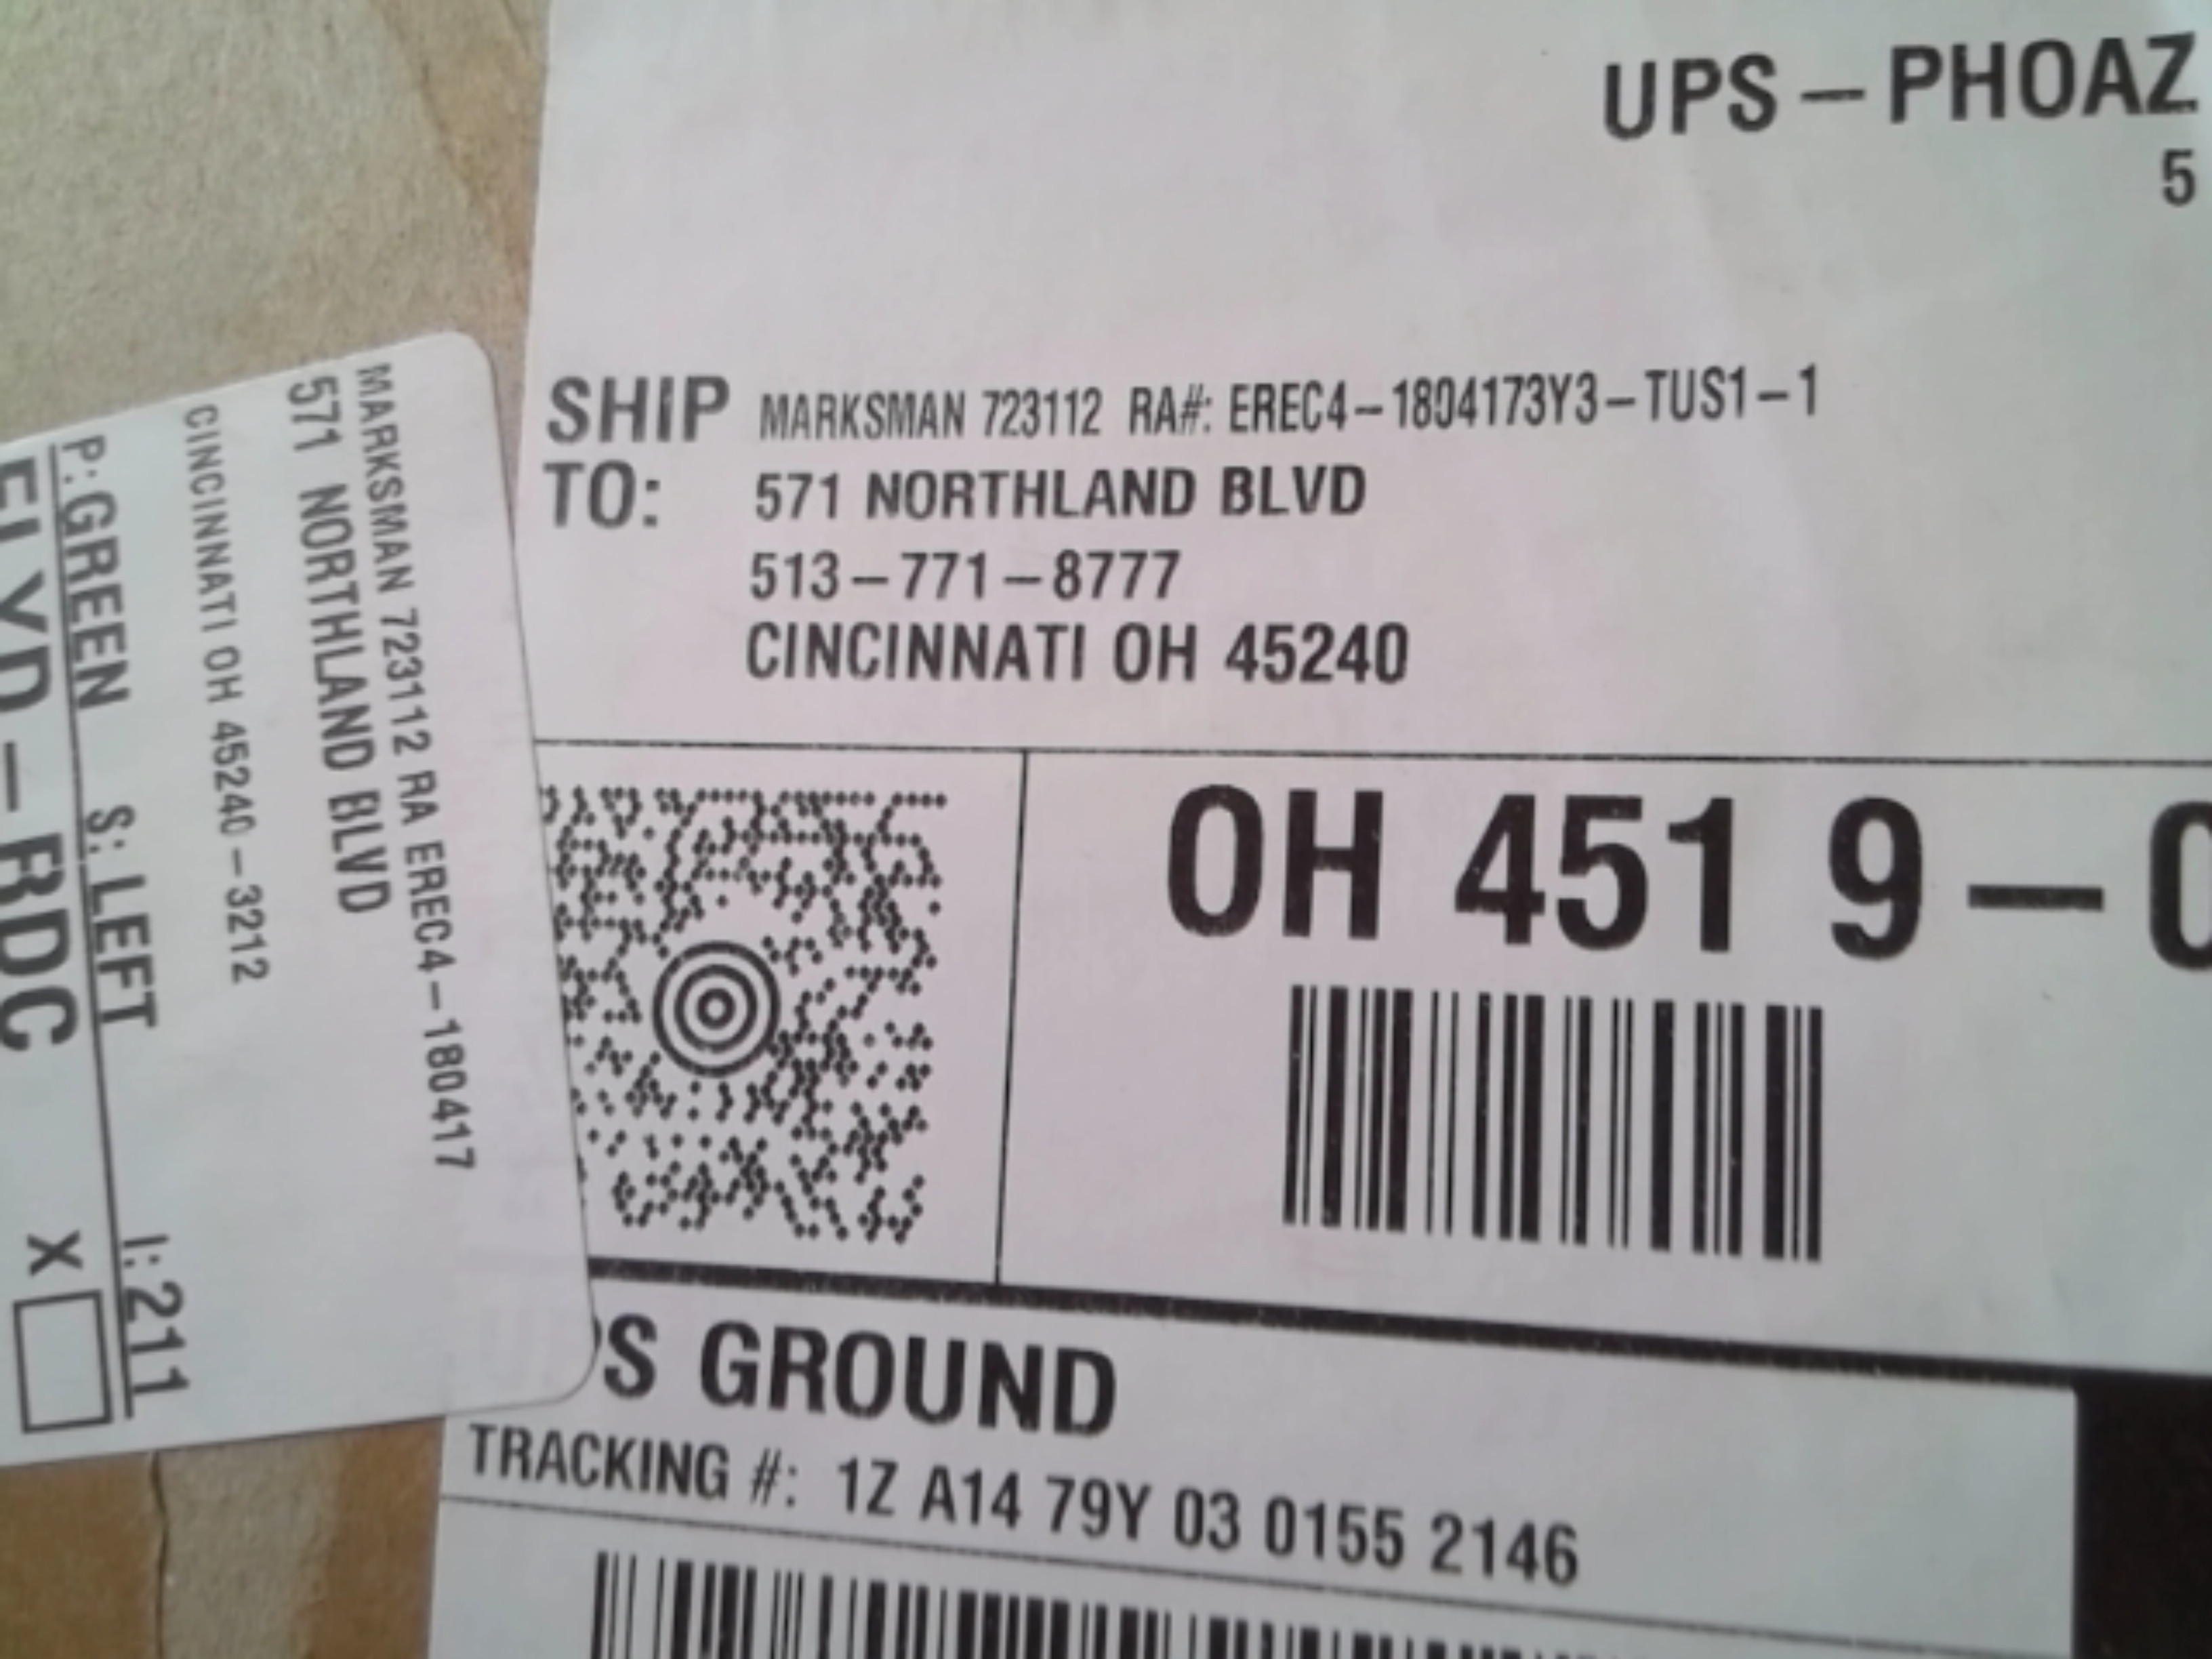 UPS – PHOAZ
5
SHIP TO:
MARKSMAN 723112 RA#: EREC4–1804173Y3–TUS1–1
571 NORTHLAND BLVD
513–771–8777
CINCINNATI OH 45240
OH 451 9–0
UPS GROUND
TRACKING #: 1Z A14 79Y 03 0155 2146
MARKSMAN 723112 RA EREC4–180417
571 NORTHLAND BLVD
CINCINNATI OH 45240–3212
P: GREEN S: LEFT I: 211
X